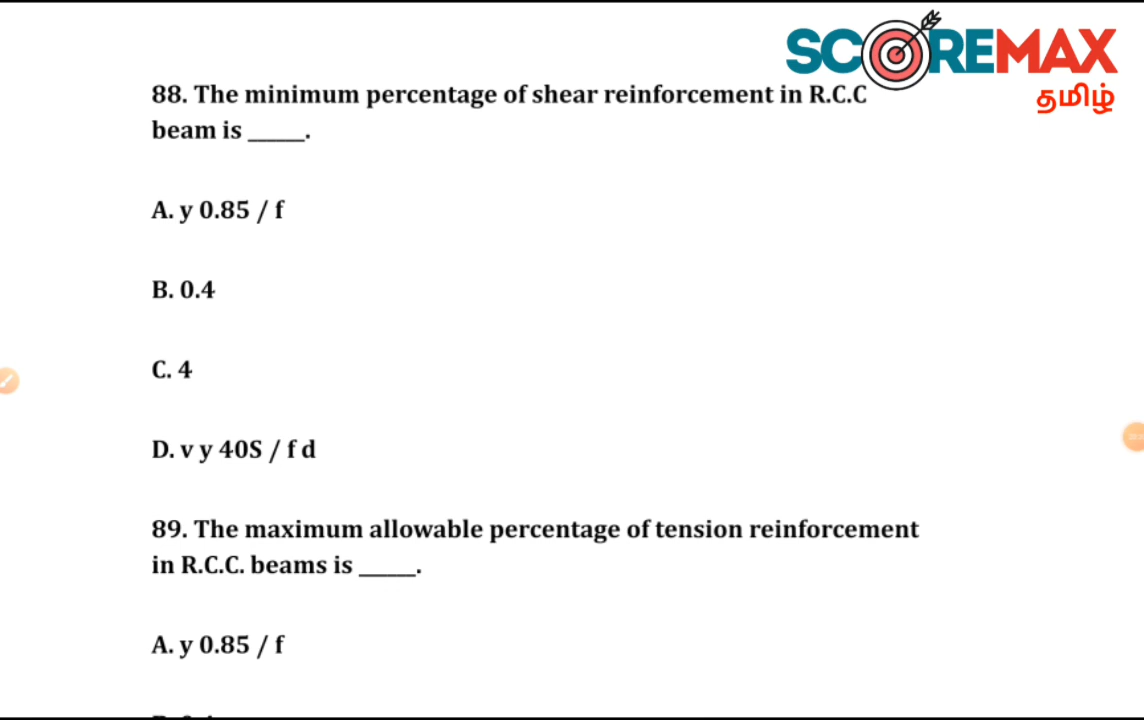 SCOREMAX
தமிழ்
88. The minimum percentage of shear reinforcement in R.C.C
beam is _____.
A. y 0.85 / f
B. 0.4
C. 4
D. v y 40S / f d
89. The maximum allowable percentage of tension reinforcement
in R.C.C. beams is _____.
A. y 0.85 / f